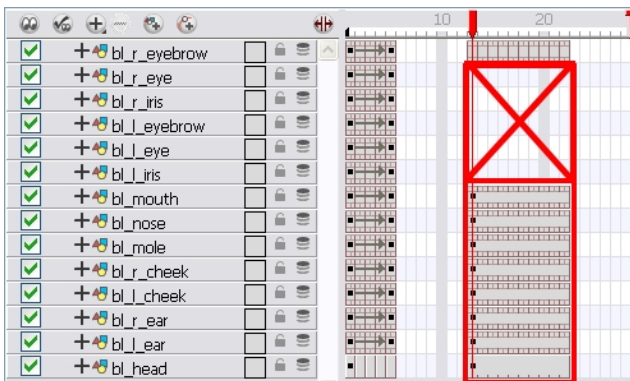 10 20
bl_r_eyebrow
bl_r_eye
bl_r_iris
bl_l_eyebrow
bl_l_eye
bl_l_iris
bl_mouth
bl_nose
bl_mole
bl_r_cheek
bl_l_cheek
bl_r_ear
bl_l_ear
bl_head